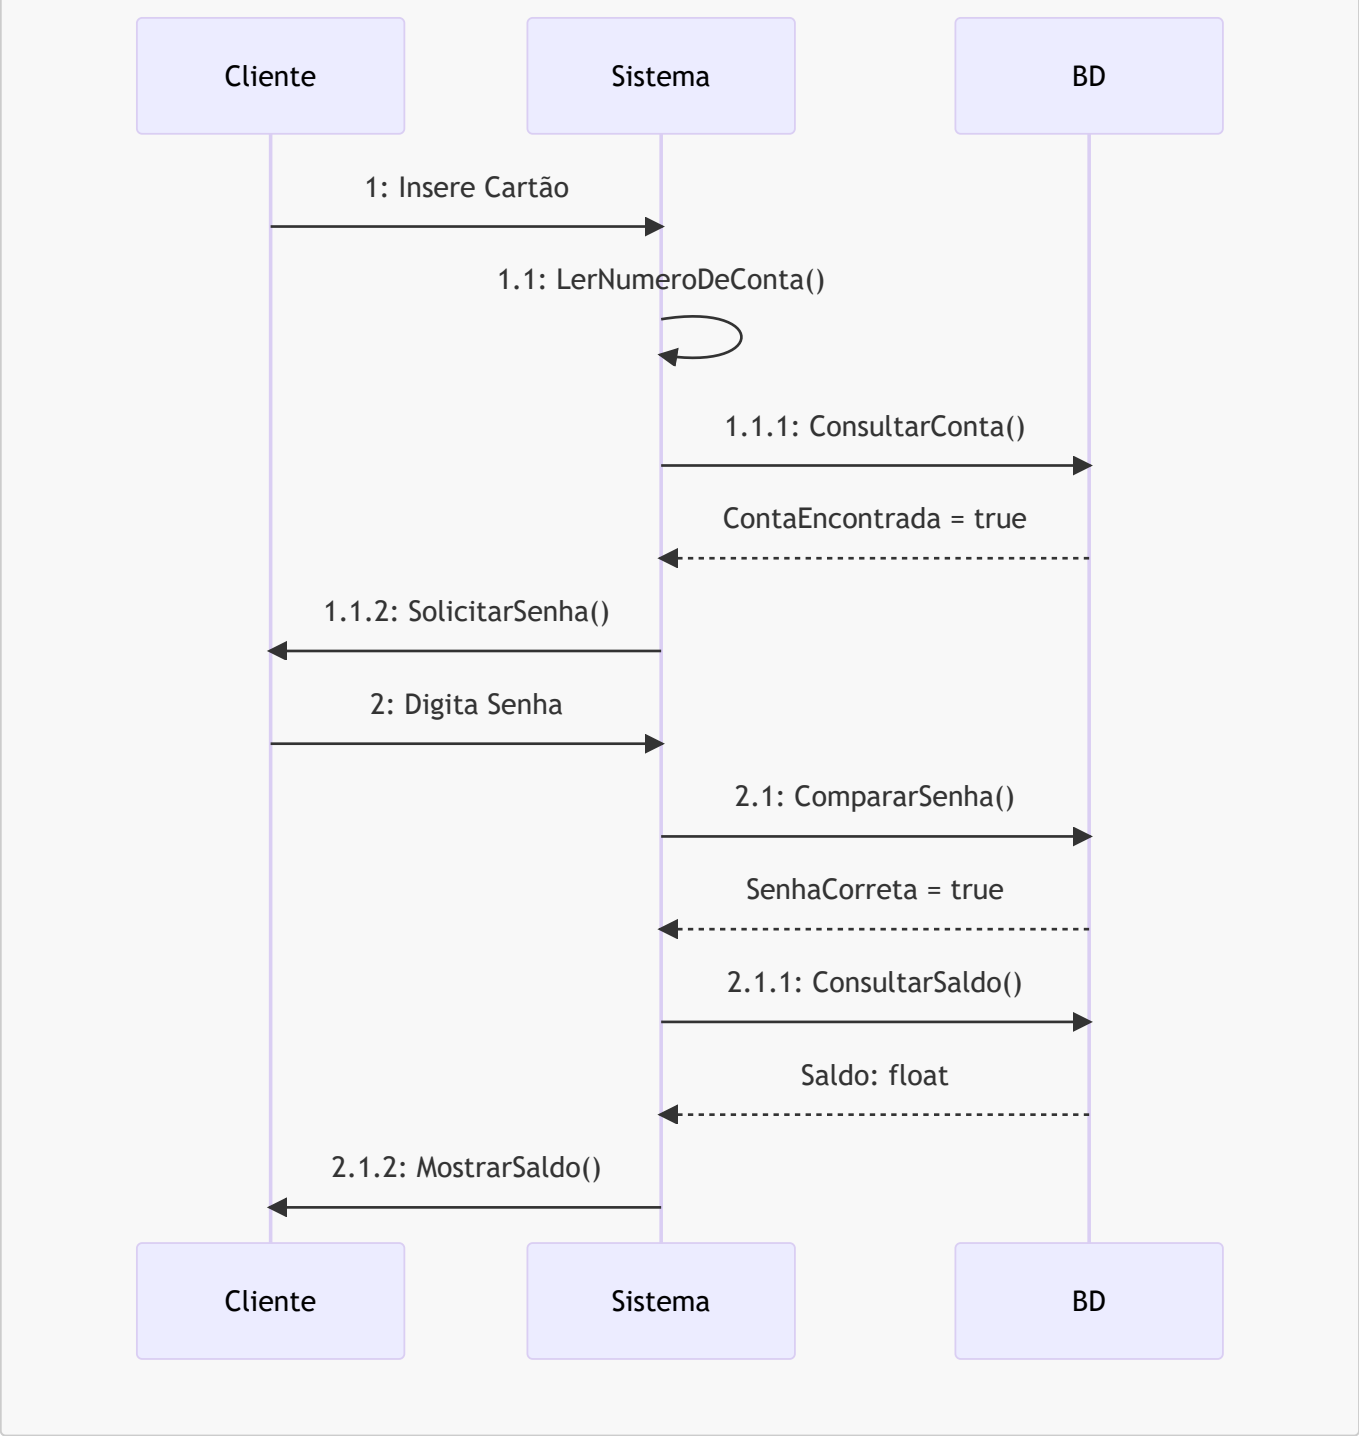 Cliente
Sistema
BD
1: Insere Cartão
1.1: LerNumeroDeConta()
1.1.1: ConsultarConta()
ContaEncontrada = true
1.1.2: SolicitarSenha()
2: Digita Senha
2.1: CompararSenha()
SenhaCorreta = true
2.1.1: ConsultarSaldo()
Saldo: float
2.1.2: MostrarSaldo()
Cliente
Sistema
BD